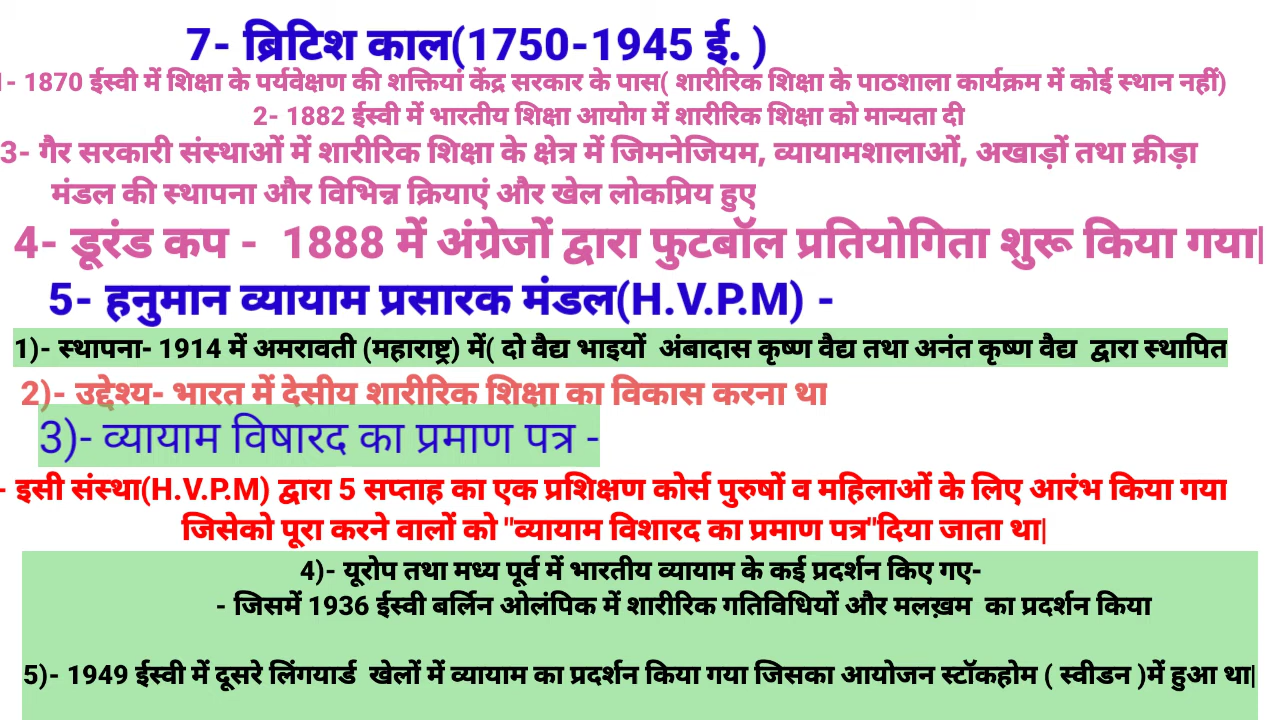 7- ब्रिटिश काल(1750-1945 ई. )
1- 1870 ईस्वी में शिक्षा के पर्यवेक्षण की शक्तियां केंद्र सरकार के पास( शारीरिक शिक्षा के पाठशाला कार्यक्रम में कोई स्थान नहीं)
2- 1882 ईस्वी में भारतीय शिक्षा आयोग में शारीरिक शिक्षा को मान्यता दी
3- गैर सरकारी संस्थाओं में शारीरिक शिक्षा के क्षेत्र में जिमनेजियम, व्यायामशालाओं, अखाड़ों तथा क्रीड़ा
मंडल की स्थापना और विभिन्न क्रियाएं और खेल लोकप्रिय हुए
4- डूरंड कप - 1888 में अंग्रेजों द्वारा फुटबॉल प्रतियोगिता शुरू किया गया|
5- हनुमान व्यायाम प्रसारक मंडल(H.V.P.M) -
1)- स्थापना- 1914 में अमरावती (महाराष्ट्र) में( दो वैद्य भाइयों अंबादास कृष्ण वैद्य तथा अनंत कृष्ण वैद्य द्वारा स्थापित
2)- उद्देश्य- भारत में देसीय शारीरिक शिक्षा का विकास करना था
3)- व्यायाम विषारद का प्रमाण पत्र -
- इसी संस्था(H.V.P.M) द्वारा 5 सप्ताह का एक प्रशिक्षण कोर्स पुरुषों व महिलाओं के लिए आरंभ किया गया
जिसेको पूरा करने वालों को "व्यायाम विशारद का प्रमाण पत्र"दिया जाता था|
4)- यूरोप तथा मध्य पूर्व में भारतीय व्यायाम के कई प्रदर्शन किए गए-
- जिसमें 1936 ईस्वी बर्लिन ओलंपिक में शारीरिक गतिविधियों और मलख़म का प्रदर्शन किया
5)- 1949 ईस्वी में दूसरे लिंगयार्ड खेलों में व्यायाम का प्रदर्शन किया गया जिसका आयोजन स्टॉकहोम ( स्वीडन )में हुआ था|